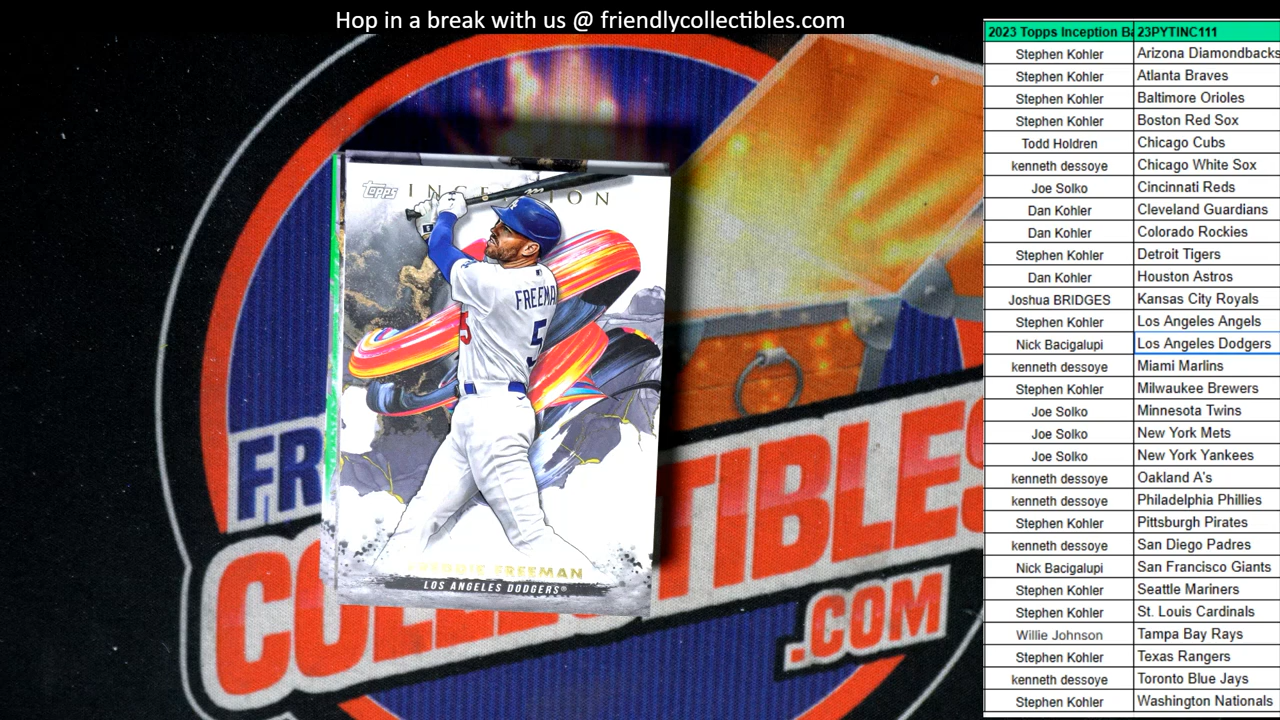 Hop in a break with us @ friendlycollectibles.com
2023 Topps Inception Ba 23PYTINC111
Stephen Kohler Arizona Diamondbacks
Stephen Kohler Atlanta Braves
Stephen Kohler Baltimore Orioles
Stephen Kohler Boston Red Sox
Todd Holdren Chicago Cubs
kenneth dessoye Chicago White Sox
Joe Solko Cincinnati Reds
Dan Kohler Cleveland Guardians
Dan Kohler Colorado Rockies
Stephen Kohler Detroit Tigers
Dan Kohler Houston Astros
Joshua BRIDGES Kansas City Royals
Stephen Kohler Los Angeles Angels
Nick Bacigalupi Los Angeles Dodgers
kenneth dessoye Miami Marlins
Stephen Kohler Milwaukee Brewers
Joe Solko Minnesota Twins
Joe Solko New York Mets
Joe Solko New York Yankees
kenneth dessoye Oakland A's
kenneth dessoye Philadelphia Phillies
Stephen Kohler Pittsburgh Pirates
kenneth dessoye San Diego Padres
Nick Bacigalupi San Francisco Giants
Stephen Kohler Seattle Mariners
Stephen Kohler St. Louis Cardinals
Willie Johnson Tampa Bay Rays
Stephen Kohler Texas Rangers
kenneth dessoye Toronto Blue Jays
Stephen Kohler Washington Nationals
TOPPS INCEPTION
FREEMA
5
FREDDIE FREEMAN
LOS ANGELES DODGERS®
FR
COLLECTIBLES
.COM